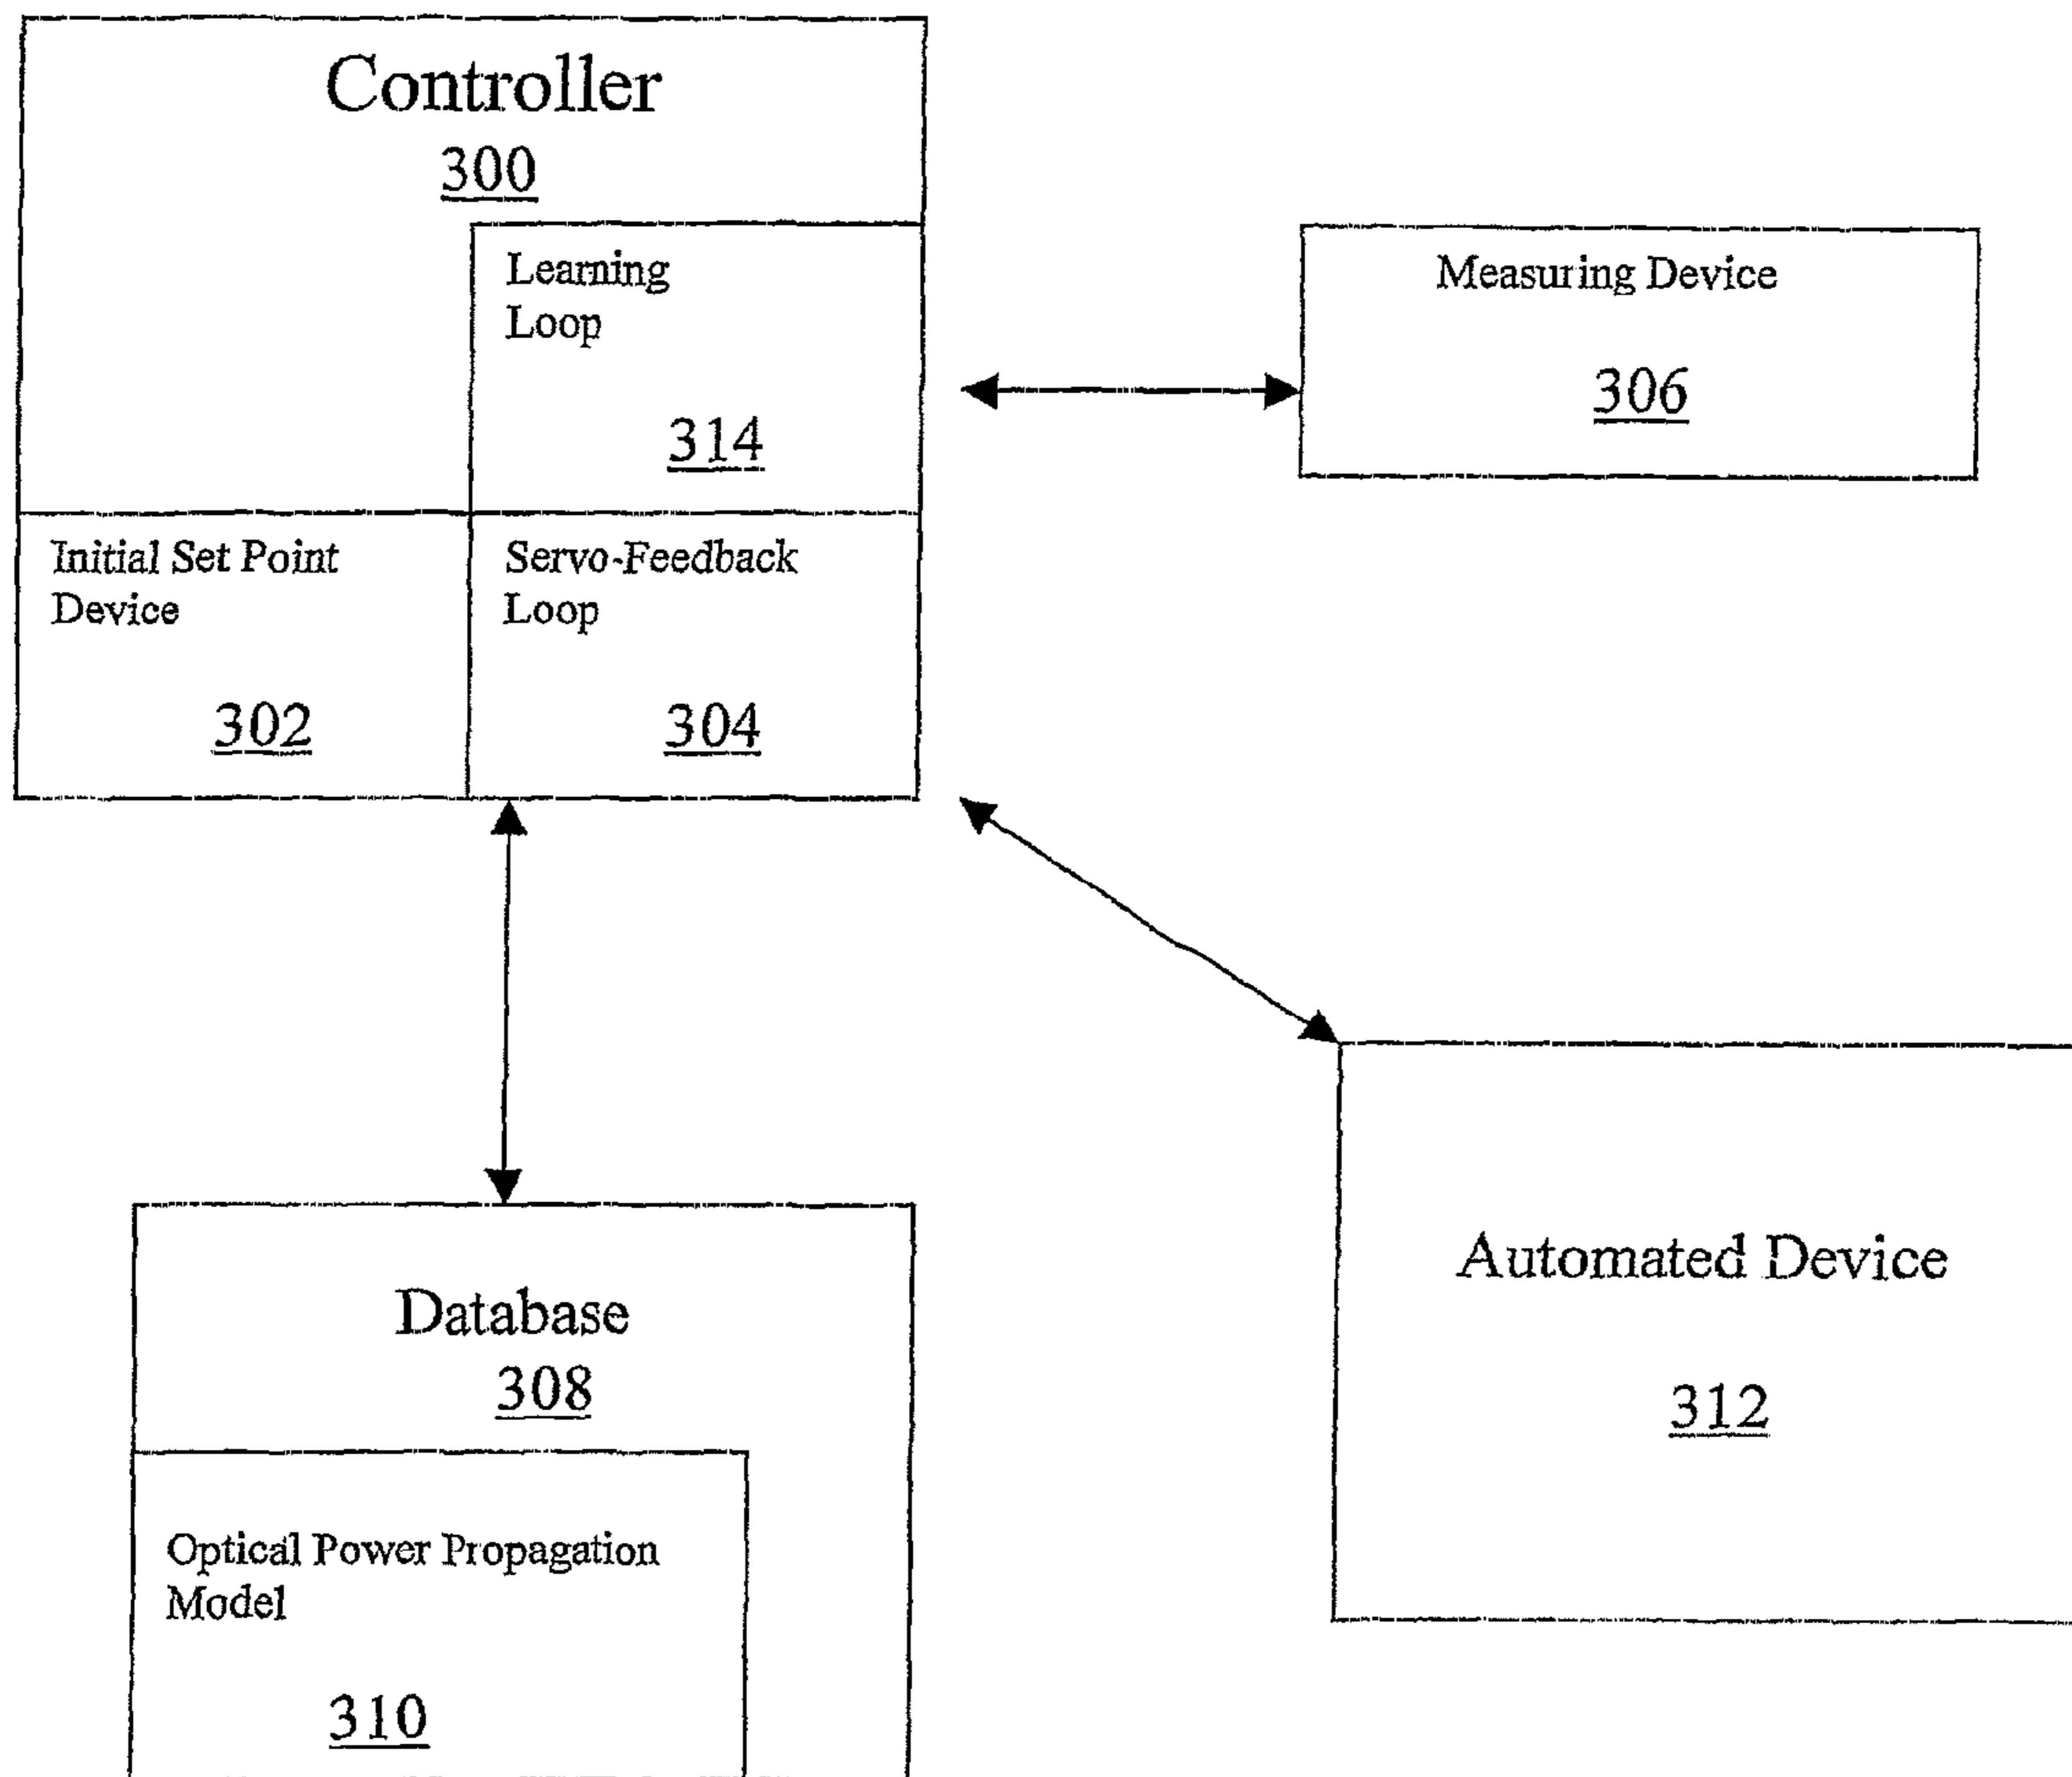 Controller
300
Learning
Loop
314
Measuring Device
306
Initial Set Point
Device
302
Servo-Feedback
Loop
304
Database
308
Optical Power Propagation
Model
310
Automated Device
312